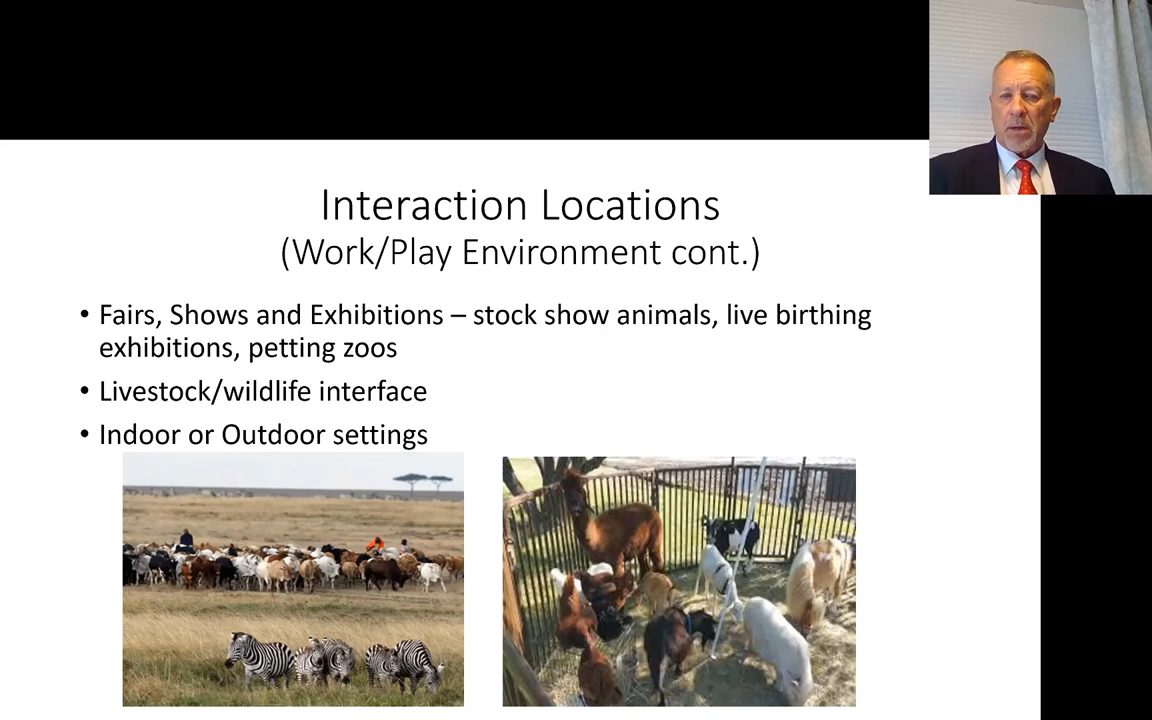 Interaction Locations
(Work/Play Environment cont.)
• Fairs, Shows and Exhibitions – stock show animals, live birthing
exhibitions, petting zoos
• Livestock/wildlife interface
• Indoor or Outdoor settings